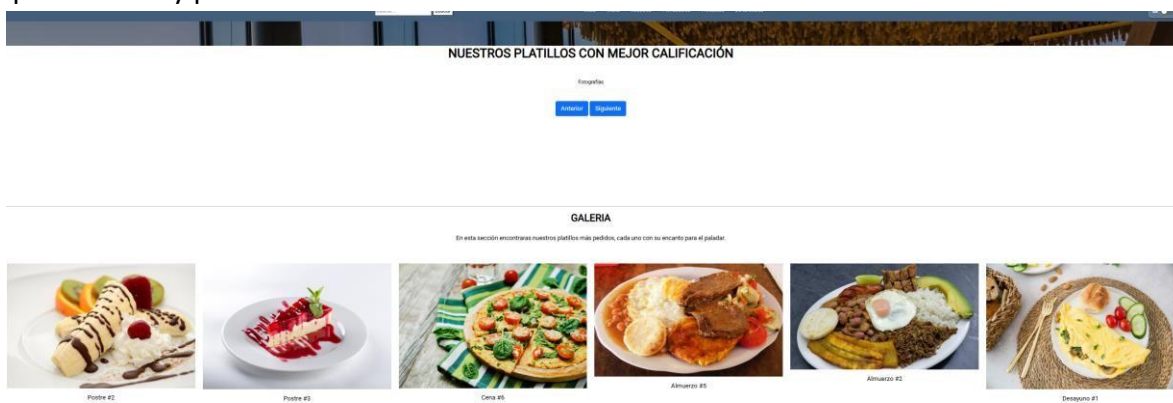 NUESTROS PLATILLOS CON MEJOR CALIFICACIÓN
Fotografías
Anterior Siguiente
GALERIA
En esta sección encontraras nuestros platillos más pedidos, cada uno con su encanto para el paladar.
Postre #2 Postre #3 Cena #6 Almuerzo #5 Almuerzo #2 Desayuno #1